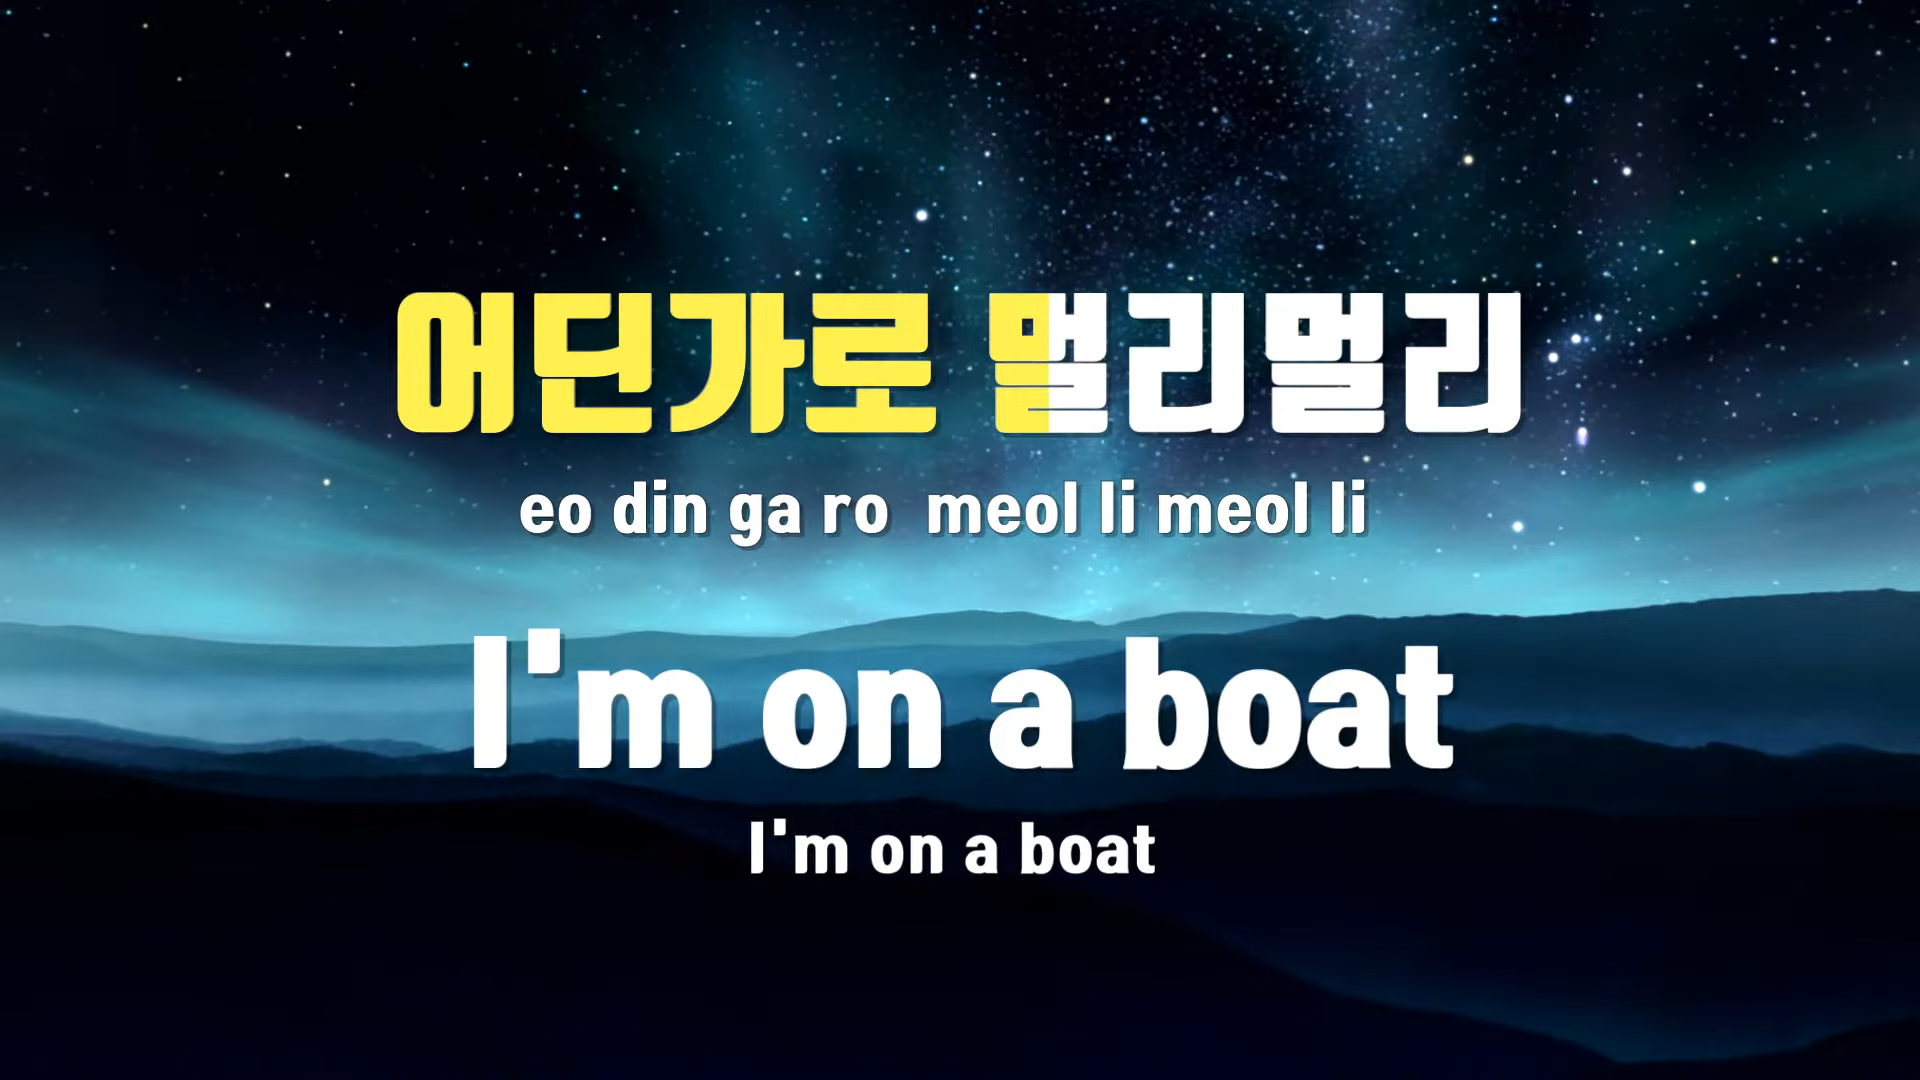 어딘가로 멀리멀리
eo din ga ro meol li meol li
I'm on a boat
I'm on a boat